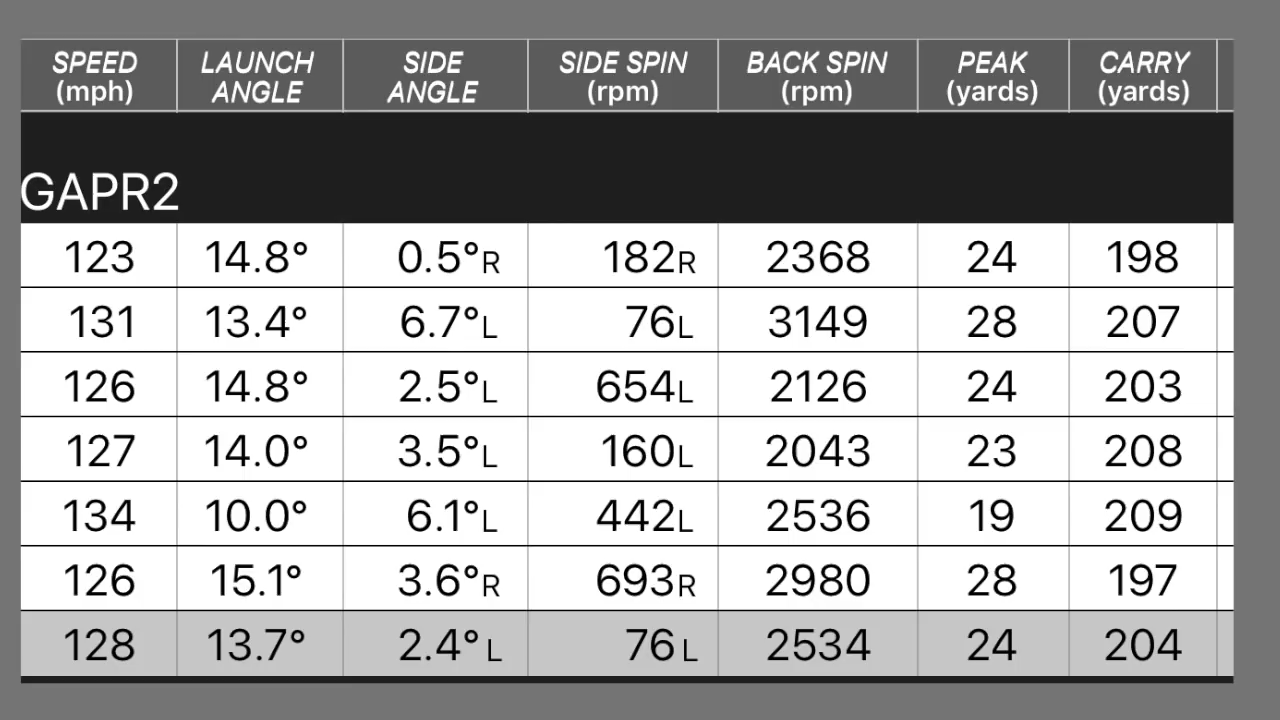 SPEED (mph) LAUNCH ANGLE SIDE ANGLE SIDE SPIN (rpm) BACK SPIN (rpm) PEAK (yards) CARRY (yards)
GAPR2
123 14.8° 0.5°R 182R 2368 24 198
131 13.4° 6.7°L 76L 3149 28 207
126 14.8° 2.5°L 654L 2126 24 203
127 14.0° 3.5°L 160L 2043 23 208
134 10.0° 6.1°L 442L 2536 19 209
126 15.1° 3.6°R 693R 2980 28 197
128 13.7° 2.4° L 76 L 2534 24 204